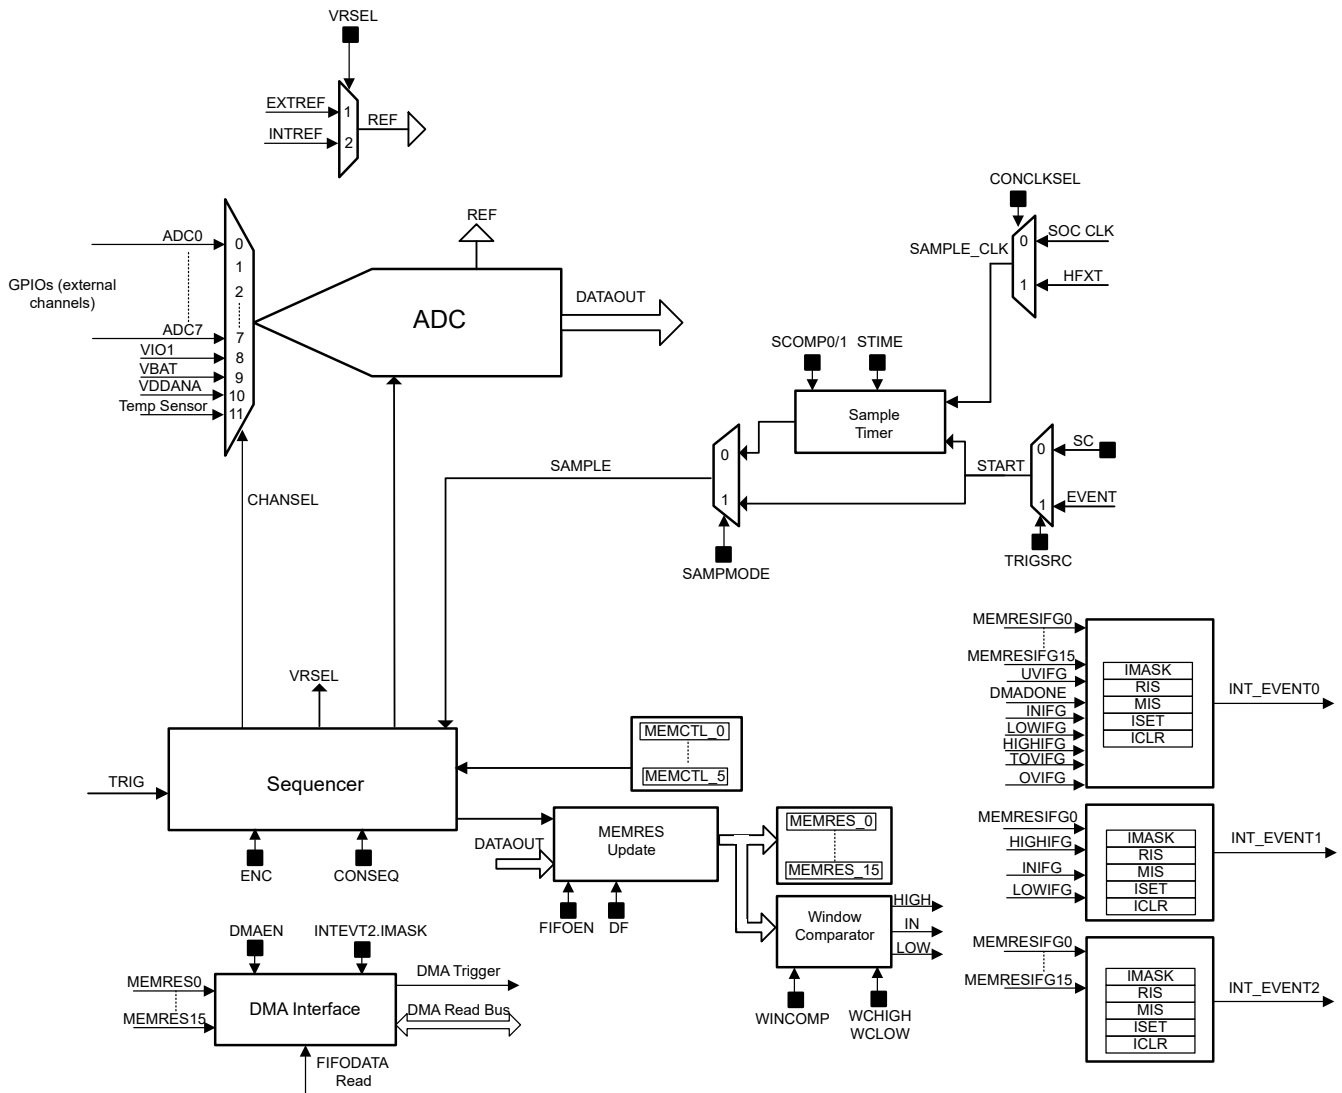 VRSEL
EXTREF
1
INTREF
2
REF
CONCLKSEL
SAMPLE_CLK
0
SOC CLK
1
HFXT
REF
ADC0
0
1
2
GPIOs (external
channels)
ADC7
7
VIO1
8
VBAT
9
VDDANA
10
Temp Sensor
11
ADC
DATAOUT
SCOMP0/1
STIME
Sample
Timer
0
1
SAMPLE
SAMPMODE
START
0
SC
1
EVENT
TRIGSRC
CHANSEL
VRSEL
TRIG
Sequencer
ENC
CONSEQ
MEMCTL_0
MEMCTL_5
DATAOUT
MEMRES
Update
FIFOEN
DF
MEMRES_0
MEMRES_15
Window
Comparator
HIGH
IN
LOW
WINCOMP
WCHIGH
WCLOW
DMAEN
INTEVT2.IMASK
MEMRES0
MEMRES15
DMA Interface
DMA Trigger
DMA Read Bus
FIFODATA
Read
MEMRESIFG0
MEMRESIFG15
UVIFG
DMADONE
INIFG
LOWIFG
HIGHIFG
TOVIFG
OVIFG
IMASK
RIS
MIS
ISET
ICLR
INT_EVENT0
MEMRESIFG0
HIGHIFG
INIFG
LOWIFG
IMASK
RIS
MIS
ISET
ICLR
INT_EVENT1
MEMRESIFG0
MEMRESIFG15
IMASK
RIS
MIS
ISET
ICLR
INT_EVENT2